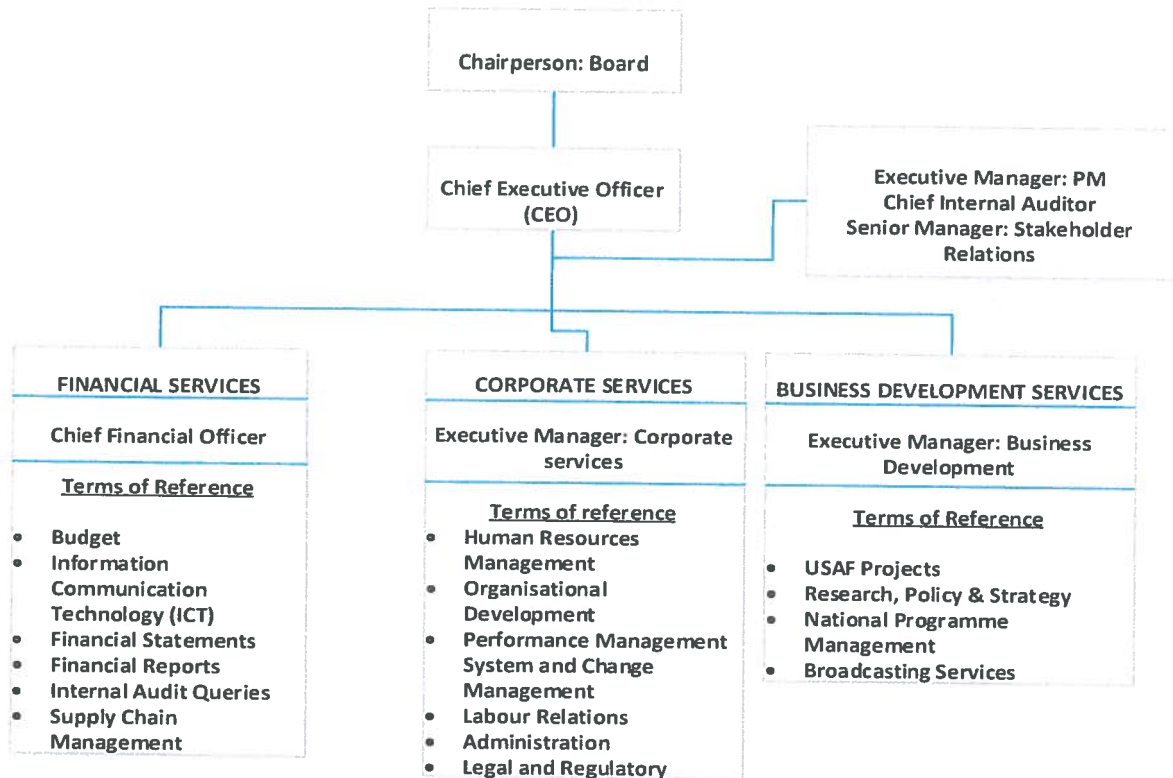 Chairperson: Board
Chief Executive Officer
(CEO)
Executive Manager: PM
Chief Internal Auditor
Senior Manager: Stakeholder
Relations
FINANCIAL SERVICES
Chief Financial Officer
Terms of Reference
• Budget
• Information
Communication
Technology (ICT)
• Financial Statements
• Financial Reports
• Internal Audit Queries
• Supply Chain
Management
CORPORATE SERVICES
Executive Manager: Corporate
services
Terms of reference
• Human Resources
Management
• Organisational
Development
• Performance Management
System and Change
Management
• Labour Relations
• Administration
• Legal and Regulatory
BUSINESS DEVELOPMENT SERVICES
Executive Manager: Business
Development
Terms of Reference
• USAF Projects
• Research, Policy & Strategy
• National Programme
Management
• Broadcasting Services